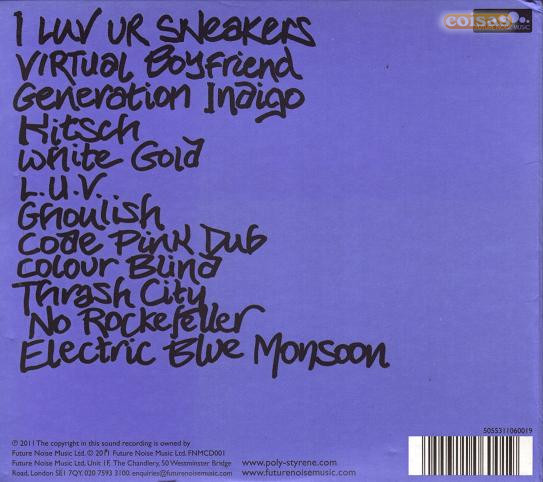 coisas
FUTURE NOISE MUSIC
I LUV UR SNEAKERS
VIRTUAL BOYFRIEND
Generation Indigo
Kitsch
White Gold
L.U.V.
Ghoulish
Code Pink Dub
Colour Blind
Thrash City
No Rockefeller
Electric Blue Monsoon
5055311060019
℗ 2011 The copyright in this sound recording is owned by
Future Noise Music Ltd. © 2011 Future Noise Music Ltd. FNMCD001
Future Noise Music Ltd, Unit 1F, The Chandlery, 50 Westminster Bridge
Road, London SE1 7QY. 020 7593 3100. enquiries@futurenoisemusic.com
www.poly-styrene.com
www.futurenoisemusic.com